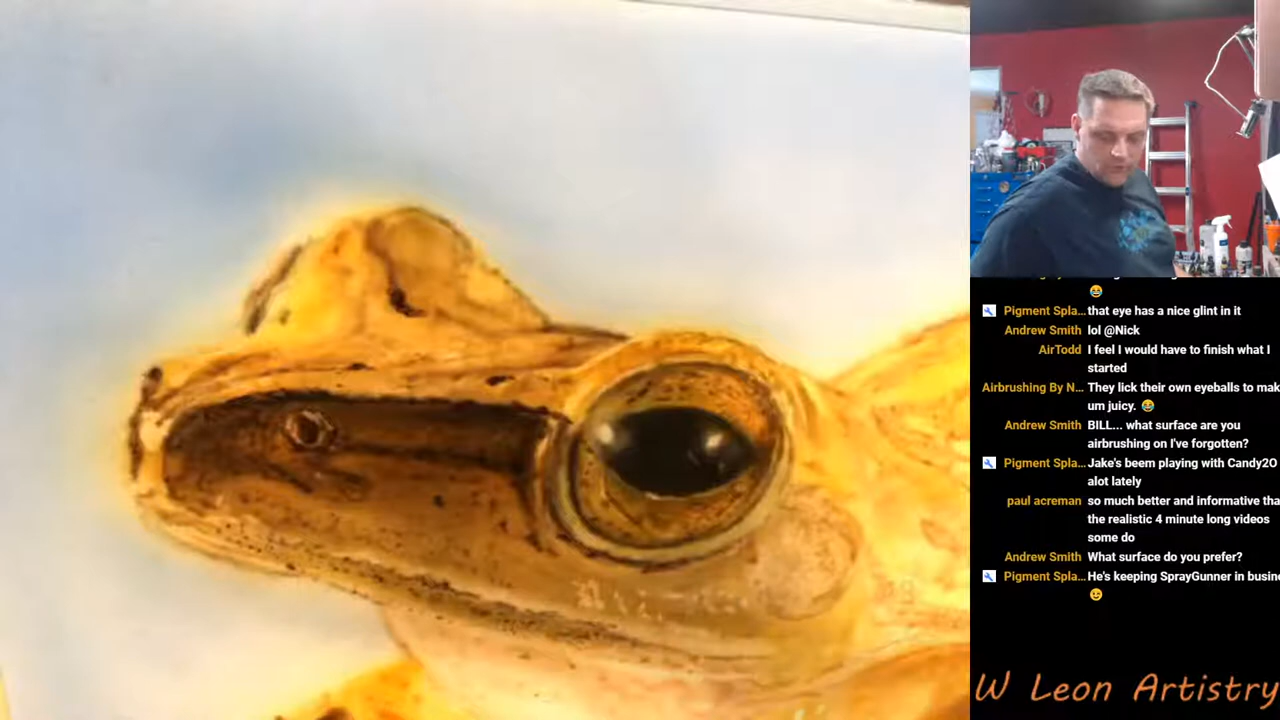 Pigment Spla... that eye has a nice glint in it
Andrew Smith lol @Nick
AirTodd I feel I would have to finish what I
started
Airbrushing By N... They lick their own eyeballs to mak
um juicy. 😂
Andrew Smith BILL... what surface are you
airbrushing on I've forgotten?
Pigment Spla... Jake's beem playing with Candy2O
alot lately
paul acreman so much better and informative tha
the realistic 4 minute long videos
some do
Andrew Smith What surface do you prefer?
Pigment Spla... He's keeping SprayGunner in busine
😉
W Leon Artistry